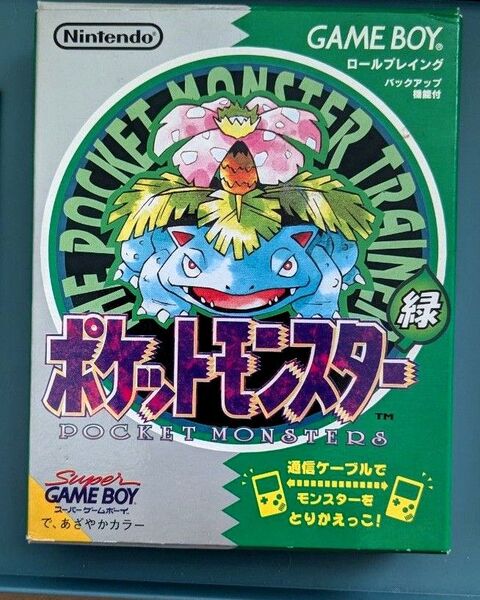 Nintendo
GAME BOY®
ロールプレイング
バックアップ
機能付
THE POCKET MONSTER TRAINING
緑
ポケットモンスター
TM
POCKET MONSTERS
Super
GAME BOY
スーパーゲームボーイ
で、あざやかカラー
通信ケーブルで
モンスターを
とりかえっこ!